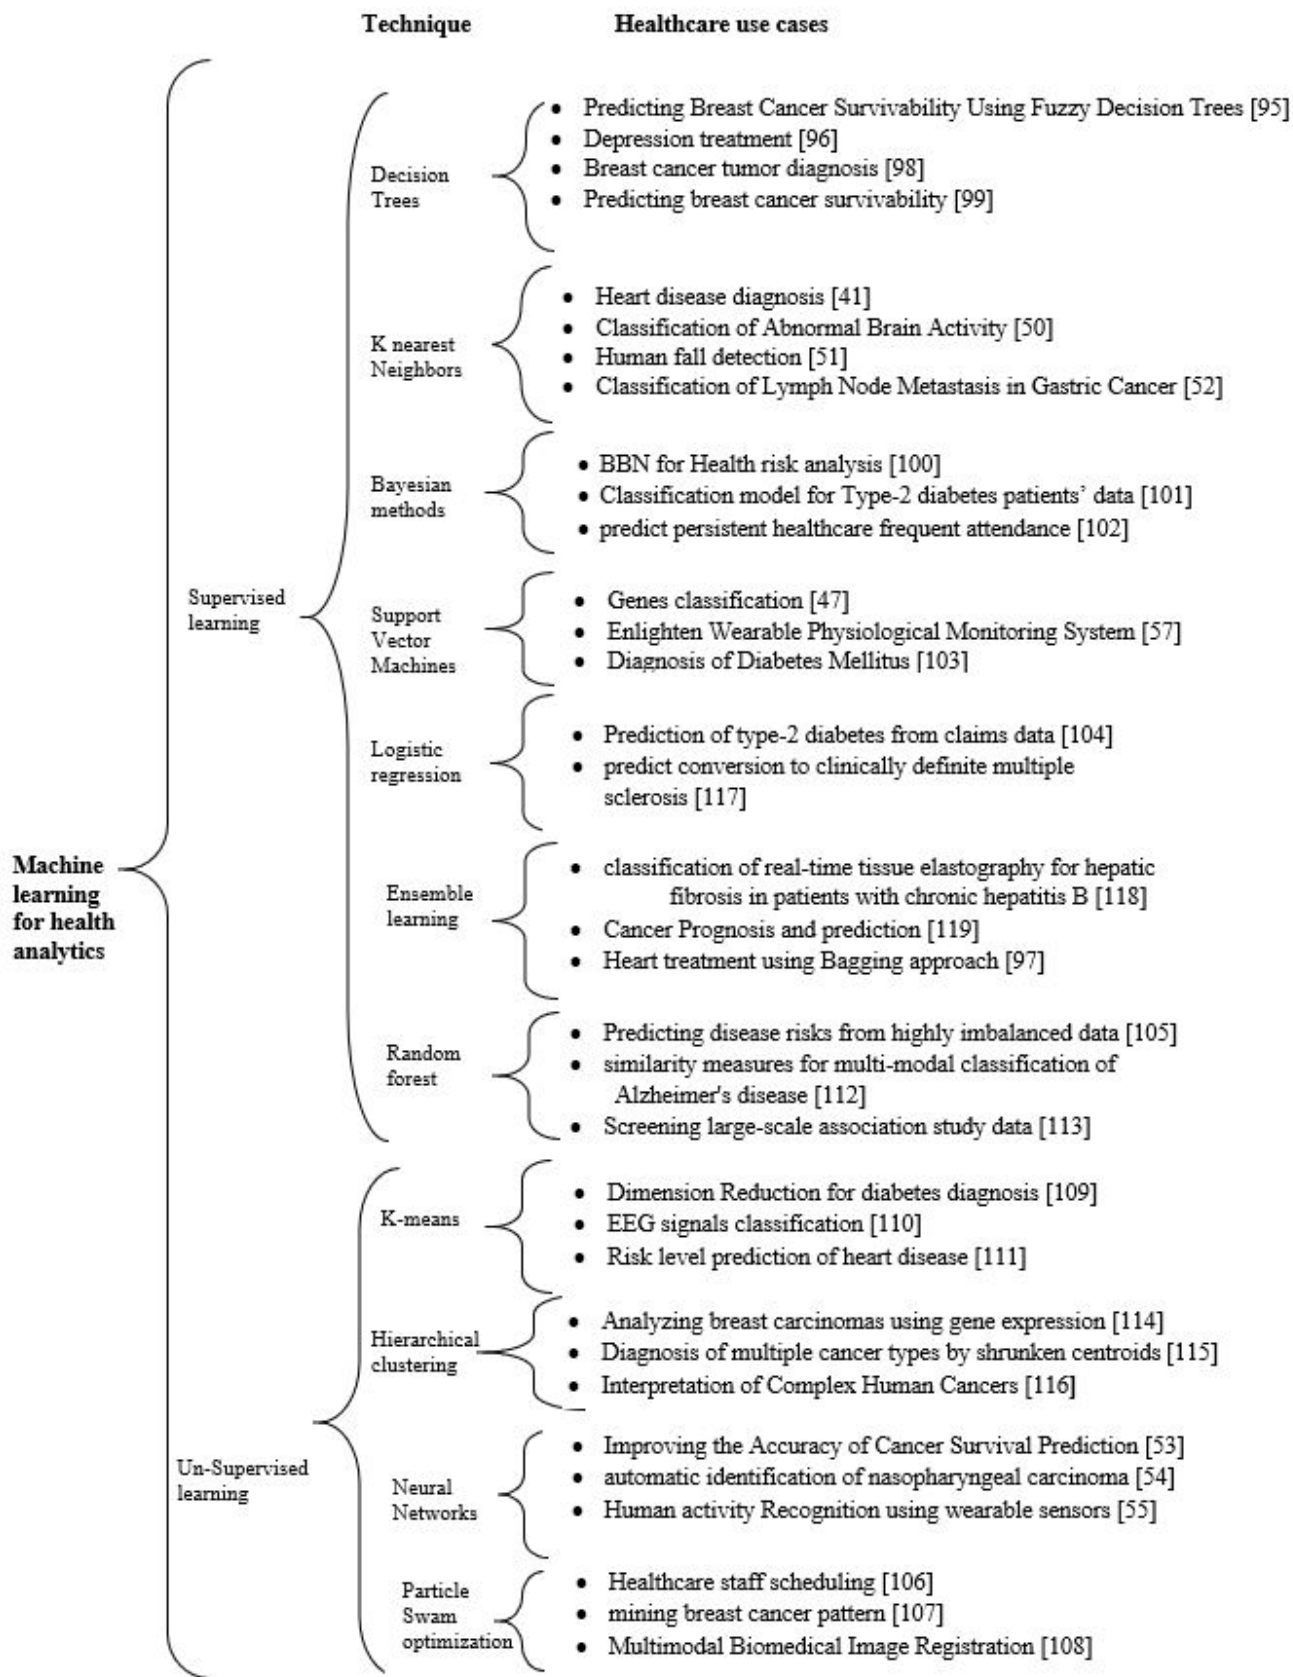 Technique
Healthcare use cases
Decision
Trees
• Predicting Breast Cancer Survivability Using Fuzzy Decision Trees [95]
• Depression treatment [96]
• Breast cancer tumor diagnosis [98]
• Predicting breast cancer survivability [99]
K nearest
Neighbors
• Heart disease diagnosis [41]
• Classification of Abnormal Brain Activity [50]
• Human fall detection [51]
• Classification of Lymph Node Metastasis in Gastric Cancer [52]
Bayesian
methods
• BBN for Health risk analysis [100]
• Classification model for Type-2 diabetes patients’ data [101]
• predict persistent healthcare frequent attendance [102]
Supervised
learning
Support
Vector
Machines
• Genes classification [47]
• Enlighten Wearable Physiological Monitoring System [57]
• Diagnosis of Diabetes Mellitus [103]
Logistic
regression
• Prediction of type-2 diabetes from claims data [104]
• predict conversion to clinically definite multiple
sclerosis [117]
Machine
learning
for health
analytics
Ensemble
learning
• classification of real-time tissue elastography for hepatic
fibrosis in patients with chronic hepatitis B [118]
• Cancer Prognosis and prediction [119]
• Heart treatment using Bagging approach [97]
Random
forest
• Predicting disease risks from highly imbalanced data [105]
• similarity measures for multi-modal classification of
Alzheimer's disease [112]
• Screening large-scale association study data [113]
K-means
• Dimension Reduction for diabetes diagnosis [109]
• EEG signals classification [110]
• Risk level prediction of heart disease [111]
Hierarchical
clustering
• Analyzing breast carcinomas using gene expression [114]
• Diagnosis of multiple cancer types by shrunken centroids [115]
• Interpretation of Complex Human Cancers [116]
Un-Supervised
learning
Neural
Networks
• Improving the Accuracy of Cancer Survival Prediction [53]
• automatic identification of nasopharyngeal carcinoma [54]
• Human activity Recognition using wearable sensors [55]
Particle
Swam
optimization
• Healthcare staff scheduling [106]
• mining breast cancer pattern [107]
• Multimodal Biomedical Image Registration [108]